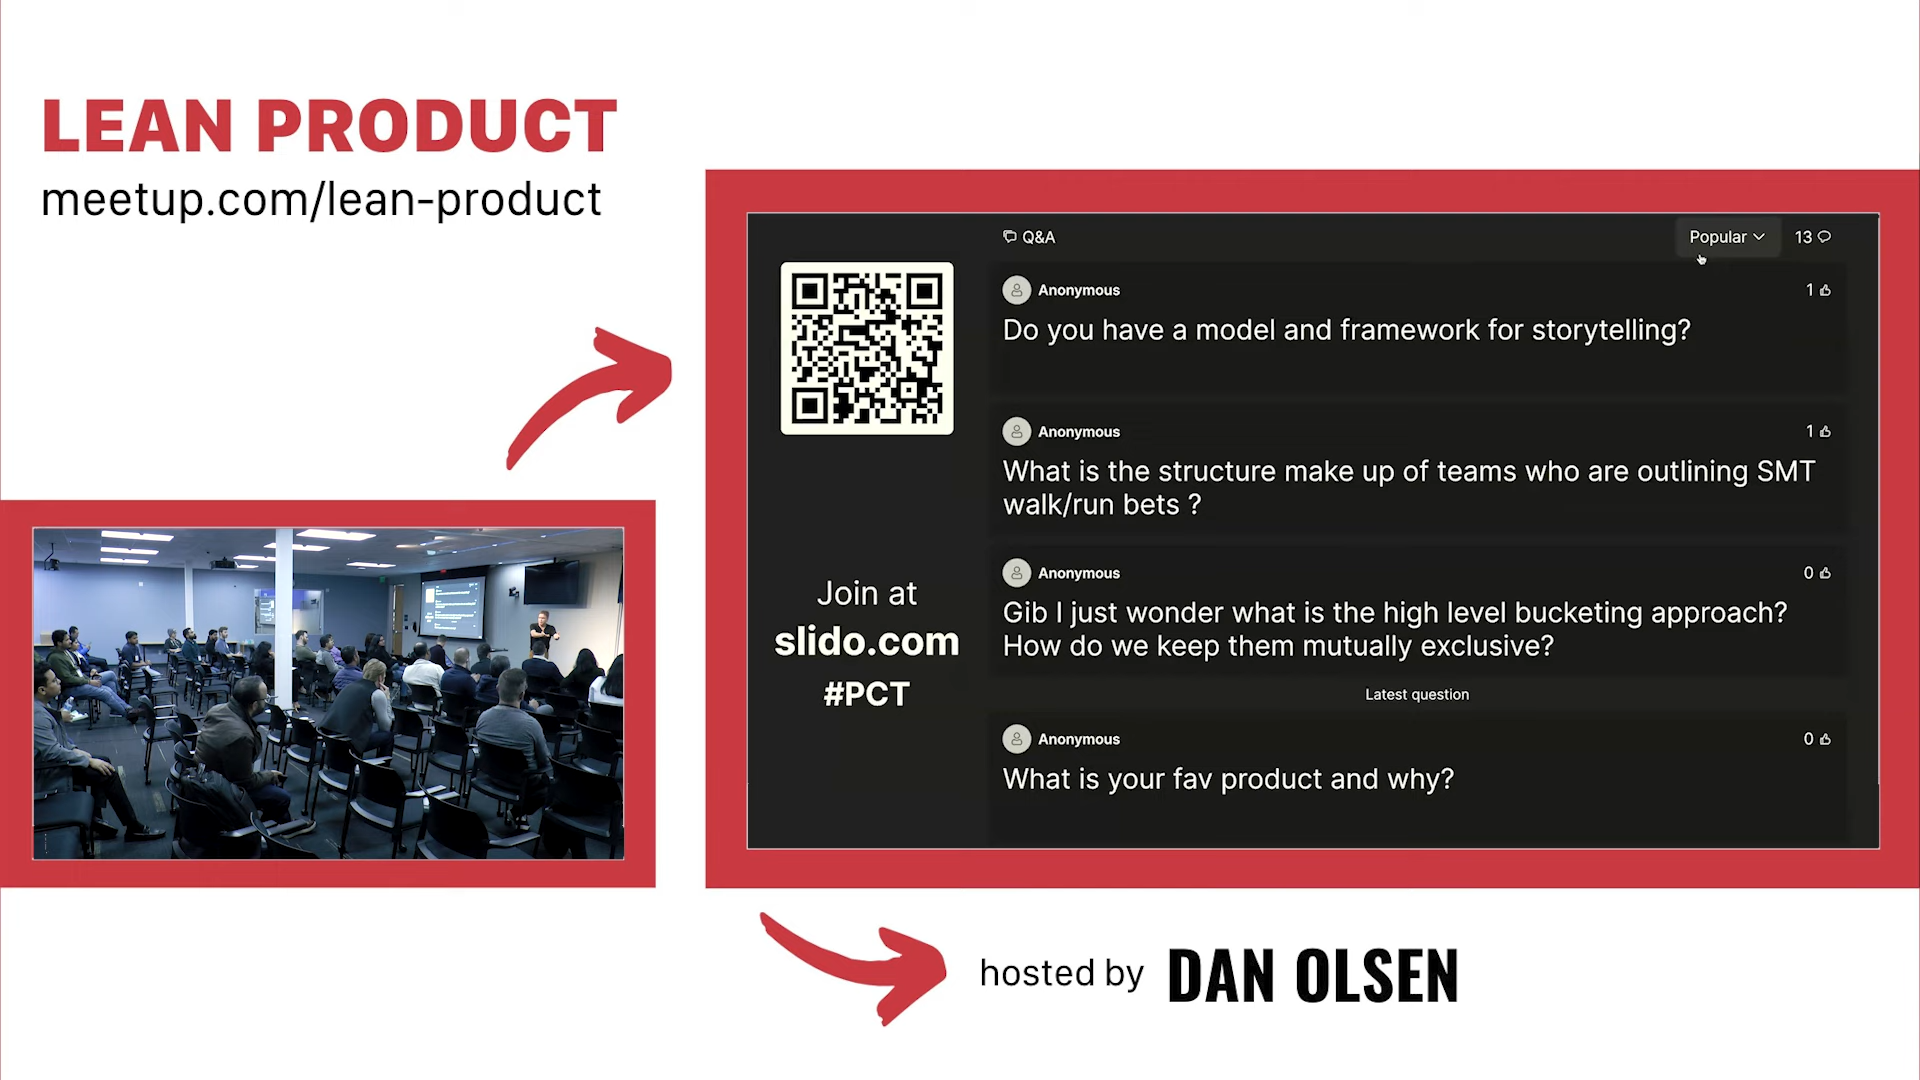 LEAN PRODUCT
meetup.com/lean-product
Q&A
Popular
13
Anonymous
1
Do you have a model and framework for storytelling?
Anonymous
1
What is the structure make up of teams who are outlining SMT
walk/run bets ?
Anonymous
0
Gib I just wonder what is the high level bucketing approach?
How do we keep them mutually exclusive?
Latest question
Anonymous
0
What is your fav product and why?
Join at
slido.com
#PCT
hosted by DAN OLSEN